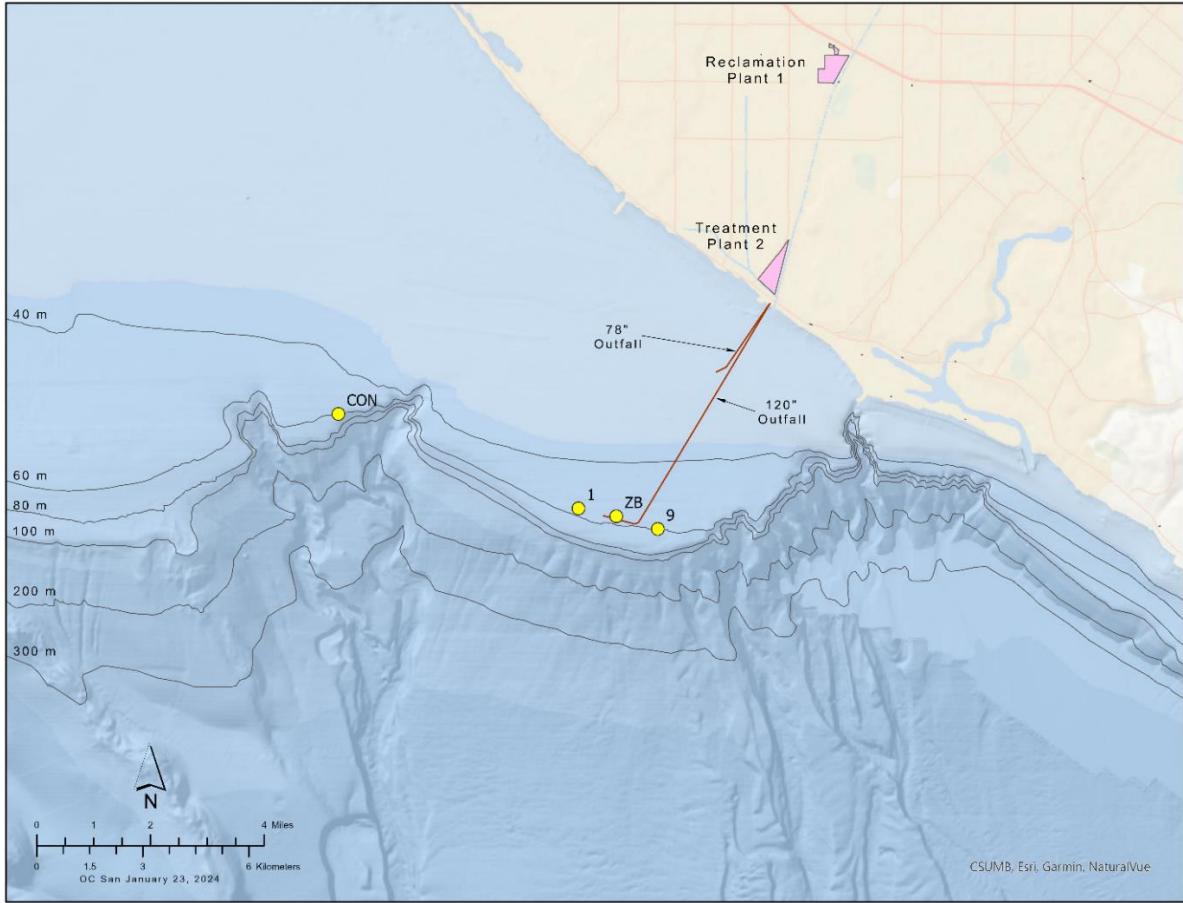 Reclamation
Plant 1
Treatment
Plant 2
40 m
78"
Outfall
CON
120"
Outfall
60 m
1
ZB
80 m
9
100 m
200 m
300 m
N
0 1 2 4 Miles
0 1.5 3 6 Kilometers
OC San January 23, 2024
CSUMB, Esri, Garmin, NaturalVue